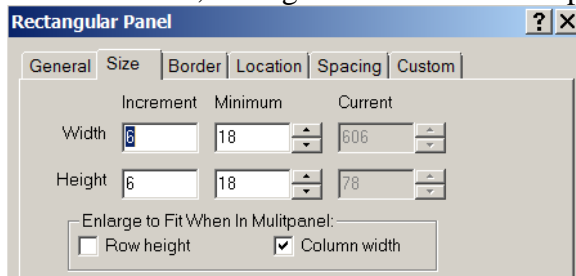 Rectangular Panel ? X
General Size Border Location Spacing Custom
Increment Minimum Current
Width 6 18 606
Height 6 18 78
Enlarge to Fit When In Mulitpanel:
Row height Column width